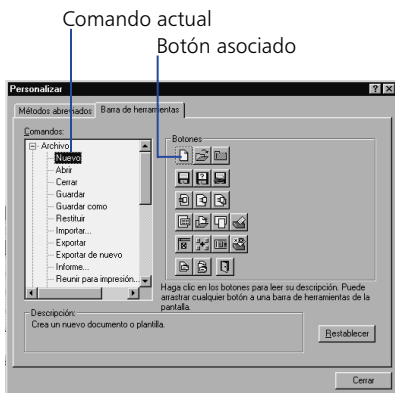 Comando actual
Botón asociado
Personalizar
Métodos abreviados
Barra de herramientas
Comandos:
Archivo
Nuevo
Abrir
Cerrar
Guardar
Guardar como
Restituir
Importar...
Exportar
Exportar de nuevo
Informe...
Reunir para impresión...
Botones
Haga clic en los botones para leer su descripción. Puede
arrastrar cualquier botón a una barra de herramientas de la
pantalla.
Descripción:
Crea un nuevo documento o plantilla.
Restablecer
Cerrar